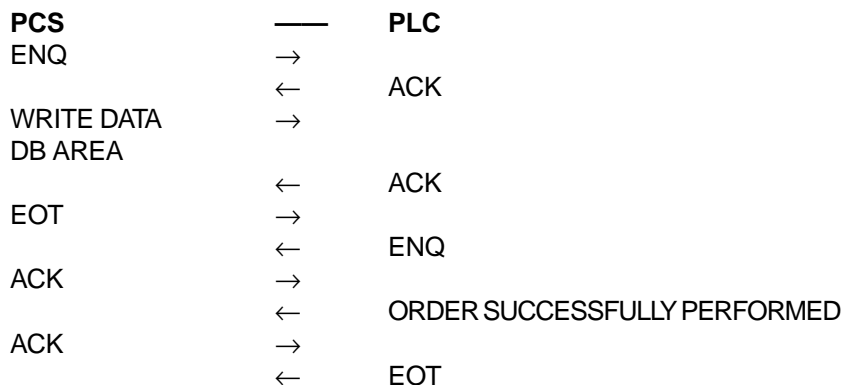 PCS —— PLC
ENQ →
← ACK
WRITE DATA →
DB AREA
← ACK
EOT →
← ENQ
ACK →
← ORDER SUCCESSFULLY PERFORMED
ACK →
← EOT